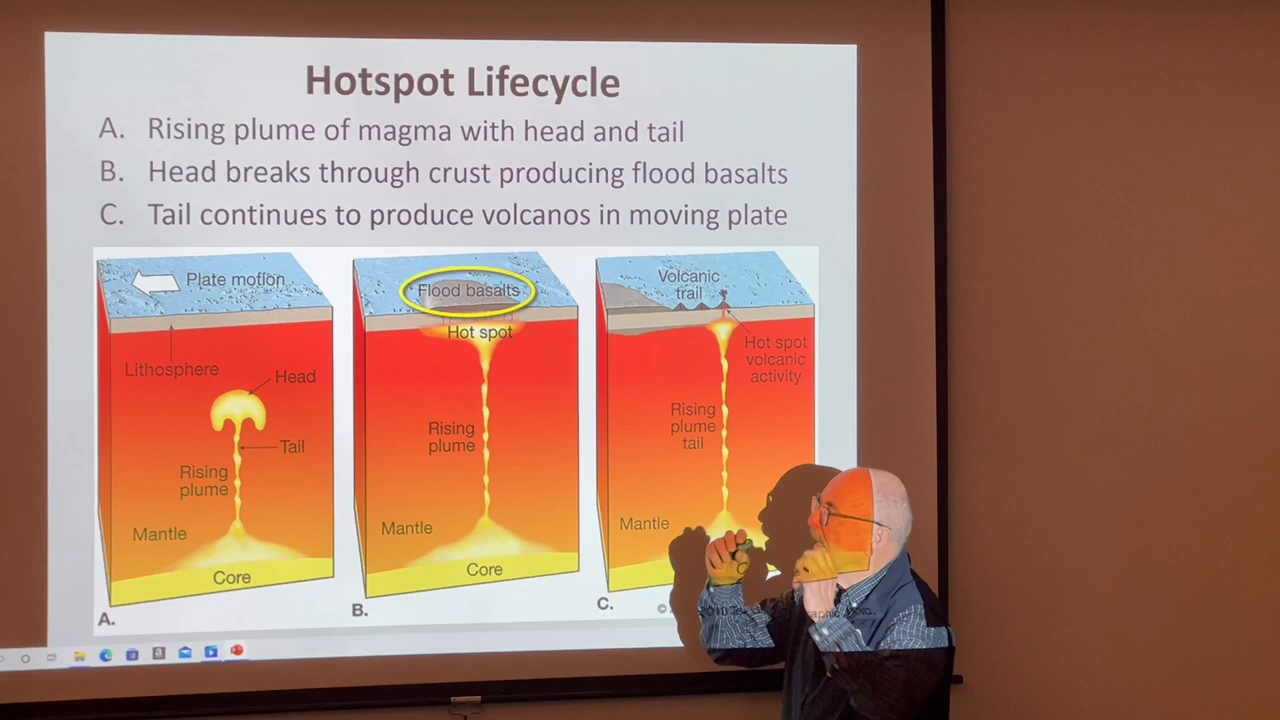 Hotspot Lifecycle
A. Rising plume of magma with head and tail
B. Head breaks through crust producing flood basalts
C. Tail continues to produce volcanos in moving plate
Plate motion
Lithosphere
Head
Tail
Rising
plume
Mantle
Core
A.
Flood basalts
Hot spot
Rising
plume
Mantle
Core
B.
Volcanic
trail
Hot spot
volcanic
activity
Rising
plume
tail
Mantle
C.
©